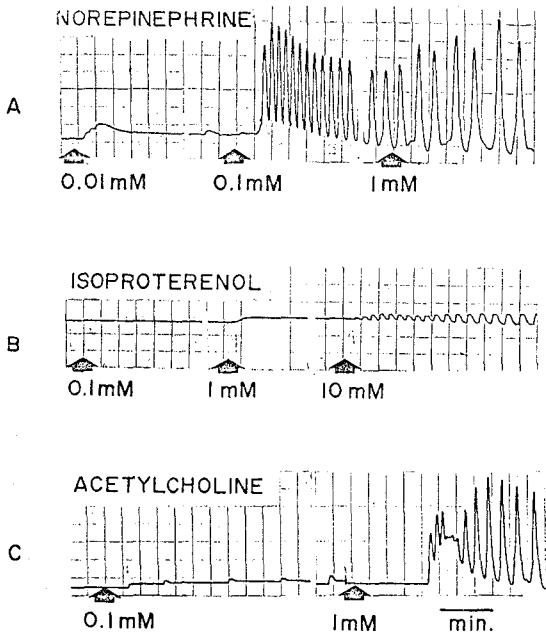 NOREPINEPHRINE
A
0.01mM 0.1mM 1mM
ISOPROTERENOL
B
0.1mM 1mM 10mM
ACETYLCHOLINE
C
0.1mM 1mM min.